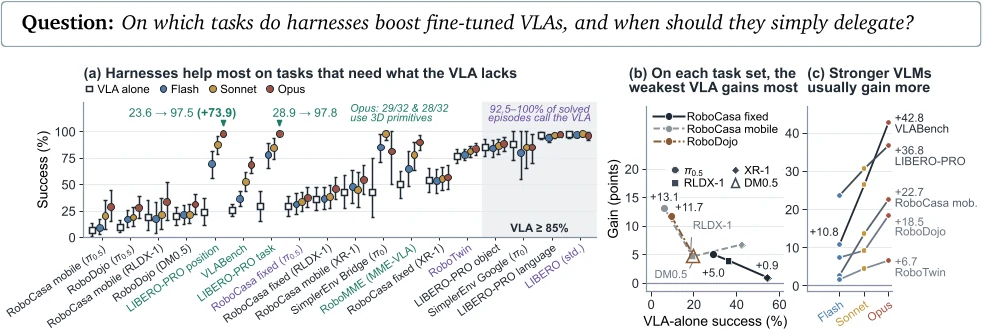 Question: On which tasks do harnesses boost fine-tuned VLAs, and when should they simply delegate?
(a) Harnesses help most on tasks that need what the VLA lacks
VLA alone Flash Sonnet Opus
23.6 → 97.5 (+73.9)
28.9 → 97.8
Opus: 29/32 & 28/32
use 3D primitives
92.5–100% of solved
episodes call the VLA
Success (%)
100
75
50
25
0
VLA ≥ 85%
RoboCasa mobile (π0.5)
RoboDojo (π0.5)
RoboCasa mobile (RLDX-1)
RoboDojo (DM0.5)
LIBERO-PRO position
VLABench
LIBERO-PRO task
RoboCasa fixed (π0.5)
RoboCasa fixed (RLDX-1)
RoboCasa mobile (XR-1)
SimplerEnv Bridge (π0)
RoboMME (MME-VLA)
RoboCasa fixed (XR-1)
RoboTwin
LIBERO-PRO object
SimplerEnv Google (π0)
LIBERO-PRO language
LIBERO (std.)
(b) On each task set, the
weakest VLA gains most
RoboCasa fixed
RoboCasa mobile
RoboDojo
π0.5 XR-1
RLDX-1 DM0.5
Gain (points)
20
15
10
5
0
+13.1
+11.7
RLDX-1
DM0.5
+5.0
+0.9
0 20 40 60
VLA-alone success (%)
(c) Stronger VLMs
usually gain more
40
30
20
10
0
+42.8
VLABench
+36.8
LIBERO-PRO
+22.7
RoboCasa mob.
+18.5
RoboDojo
+6.7
RoboTwin
+10.8
Flash
Sonnet
Opus